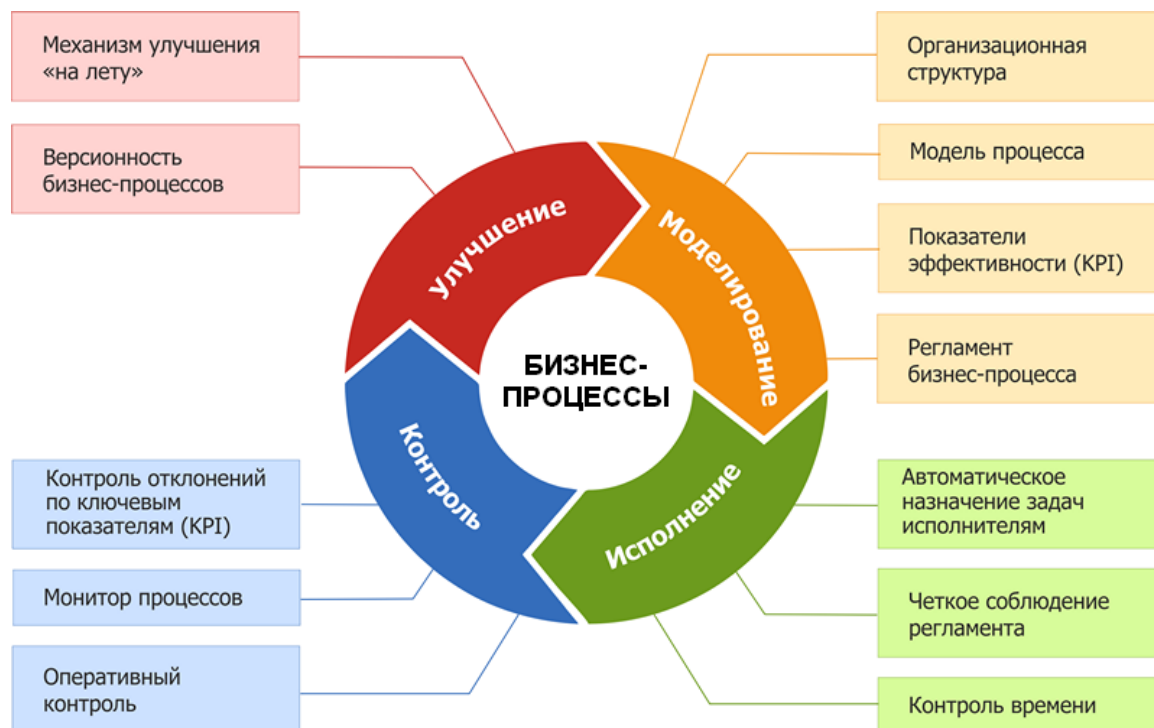 Механизм улучшения
«на лету»
Версионность
бизнес-процессов
Организационная
структура
Модель процесса
Показатели
эффективности (KPI)
Регламент
бизнес-процесса
Улучшение
Моделирование
БИЗНЕС-
ПРОЦЕССЫ
Контроль
Исполнение
Контроль отклонений
по ключевым
показателям (KPI)
Монитор процессов
Оперативный
контроль
Автоматическое
назначение задач
исполнителям
Четкое соблюдение
регламента
Контроль времени